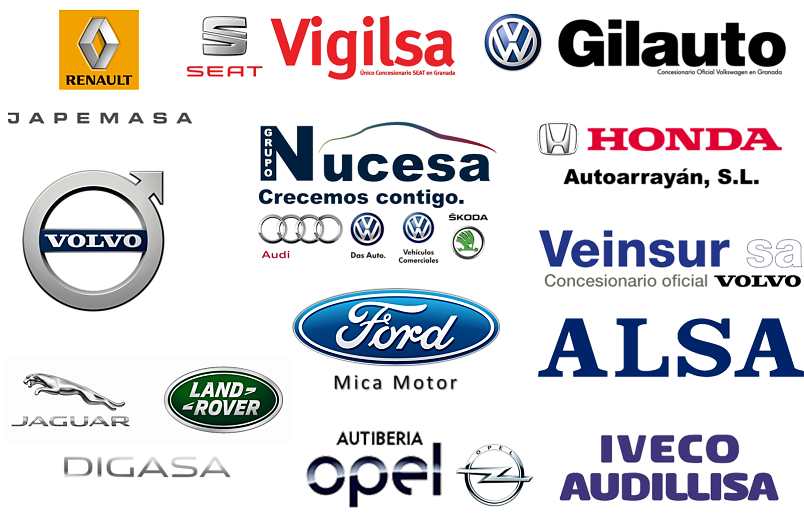 RENAULT
SEAT
Vigilsa
Único Concesionario SEAT en Granada
Gilauto
Concesionario Oficial Volkswagen en Granada
JAPEMASA
GRUPO
Nucesa
Crecemos contigo.
Audi
Das Auto.
Vehículos
Comerciales
ŠKODA
HONDA
Autoarrayán, S.L.
VOLVO
Veinsur sa
Concesionario oficial VOLVO
Ford
Mica Motor
ALSA
JAGUAR
LAND-
ROVER
DIGASA
AUTIBERIA
opel
OPEL
IVECO
AUDILLISA